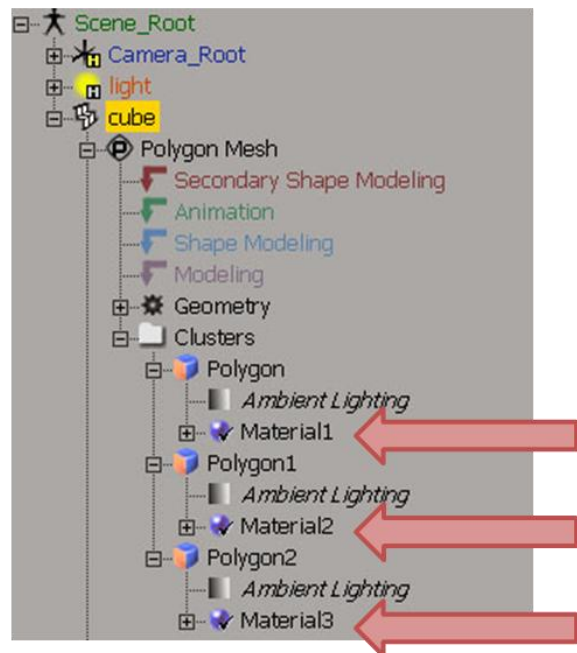 Scene_Root
Camera_Root
light
cube
Polygon Mesh
Secondary Shape Modeling
Animation
Shape Modeling
Modeling
Geometry
Clusters
Polygon
Ambient Lighting
Material1
Polygon1
Ambient Lighting
Material2
Polygon2
Ambient Lighting
Material3